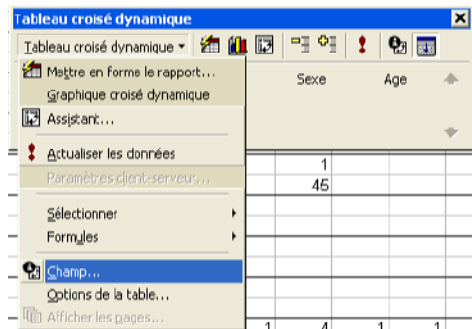 Tableau croisé dynamique
Tableau croisé dynamique
Mettre en forme le rapport...
Graphique croisé dynamique
Sexe Age
Assistant...
Actualiser les données
1
Paramètres client-serveur...
45
Sélectionner
Formules
Champ...
Options de la table...
Afficher les pages...
1 4 1 1